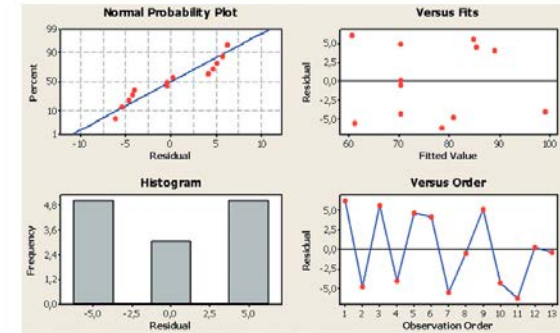 Normal Probability Plot
99
90
50
10
1
Percent
-10 -5 0 5 10
Residual
Versus Fits
5,0
2,5
0,0
-2,5
-5,0
Residual
60 70 80 90 100
Fitted Value
Histogram
4,8
3,6
2,4
1,2
0,0
Frequency
-5,0 -2,5 0,0 2,5 5,0
Residual
Versus Order
5,0
2,5
0,0
-2,5
-5,0
Residual
1 2 3 4 5 6 7 8 9 10 11 12 13
Observation Order